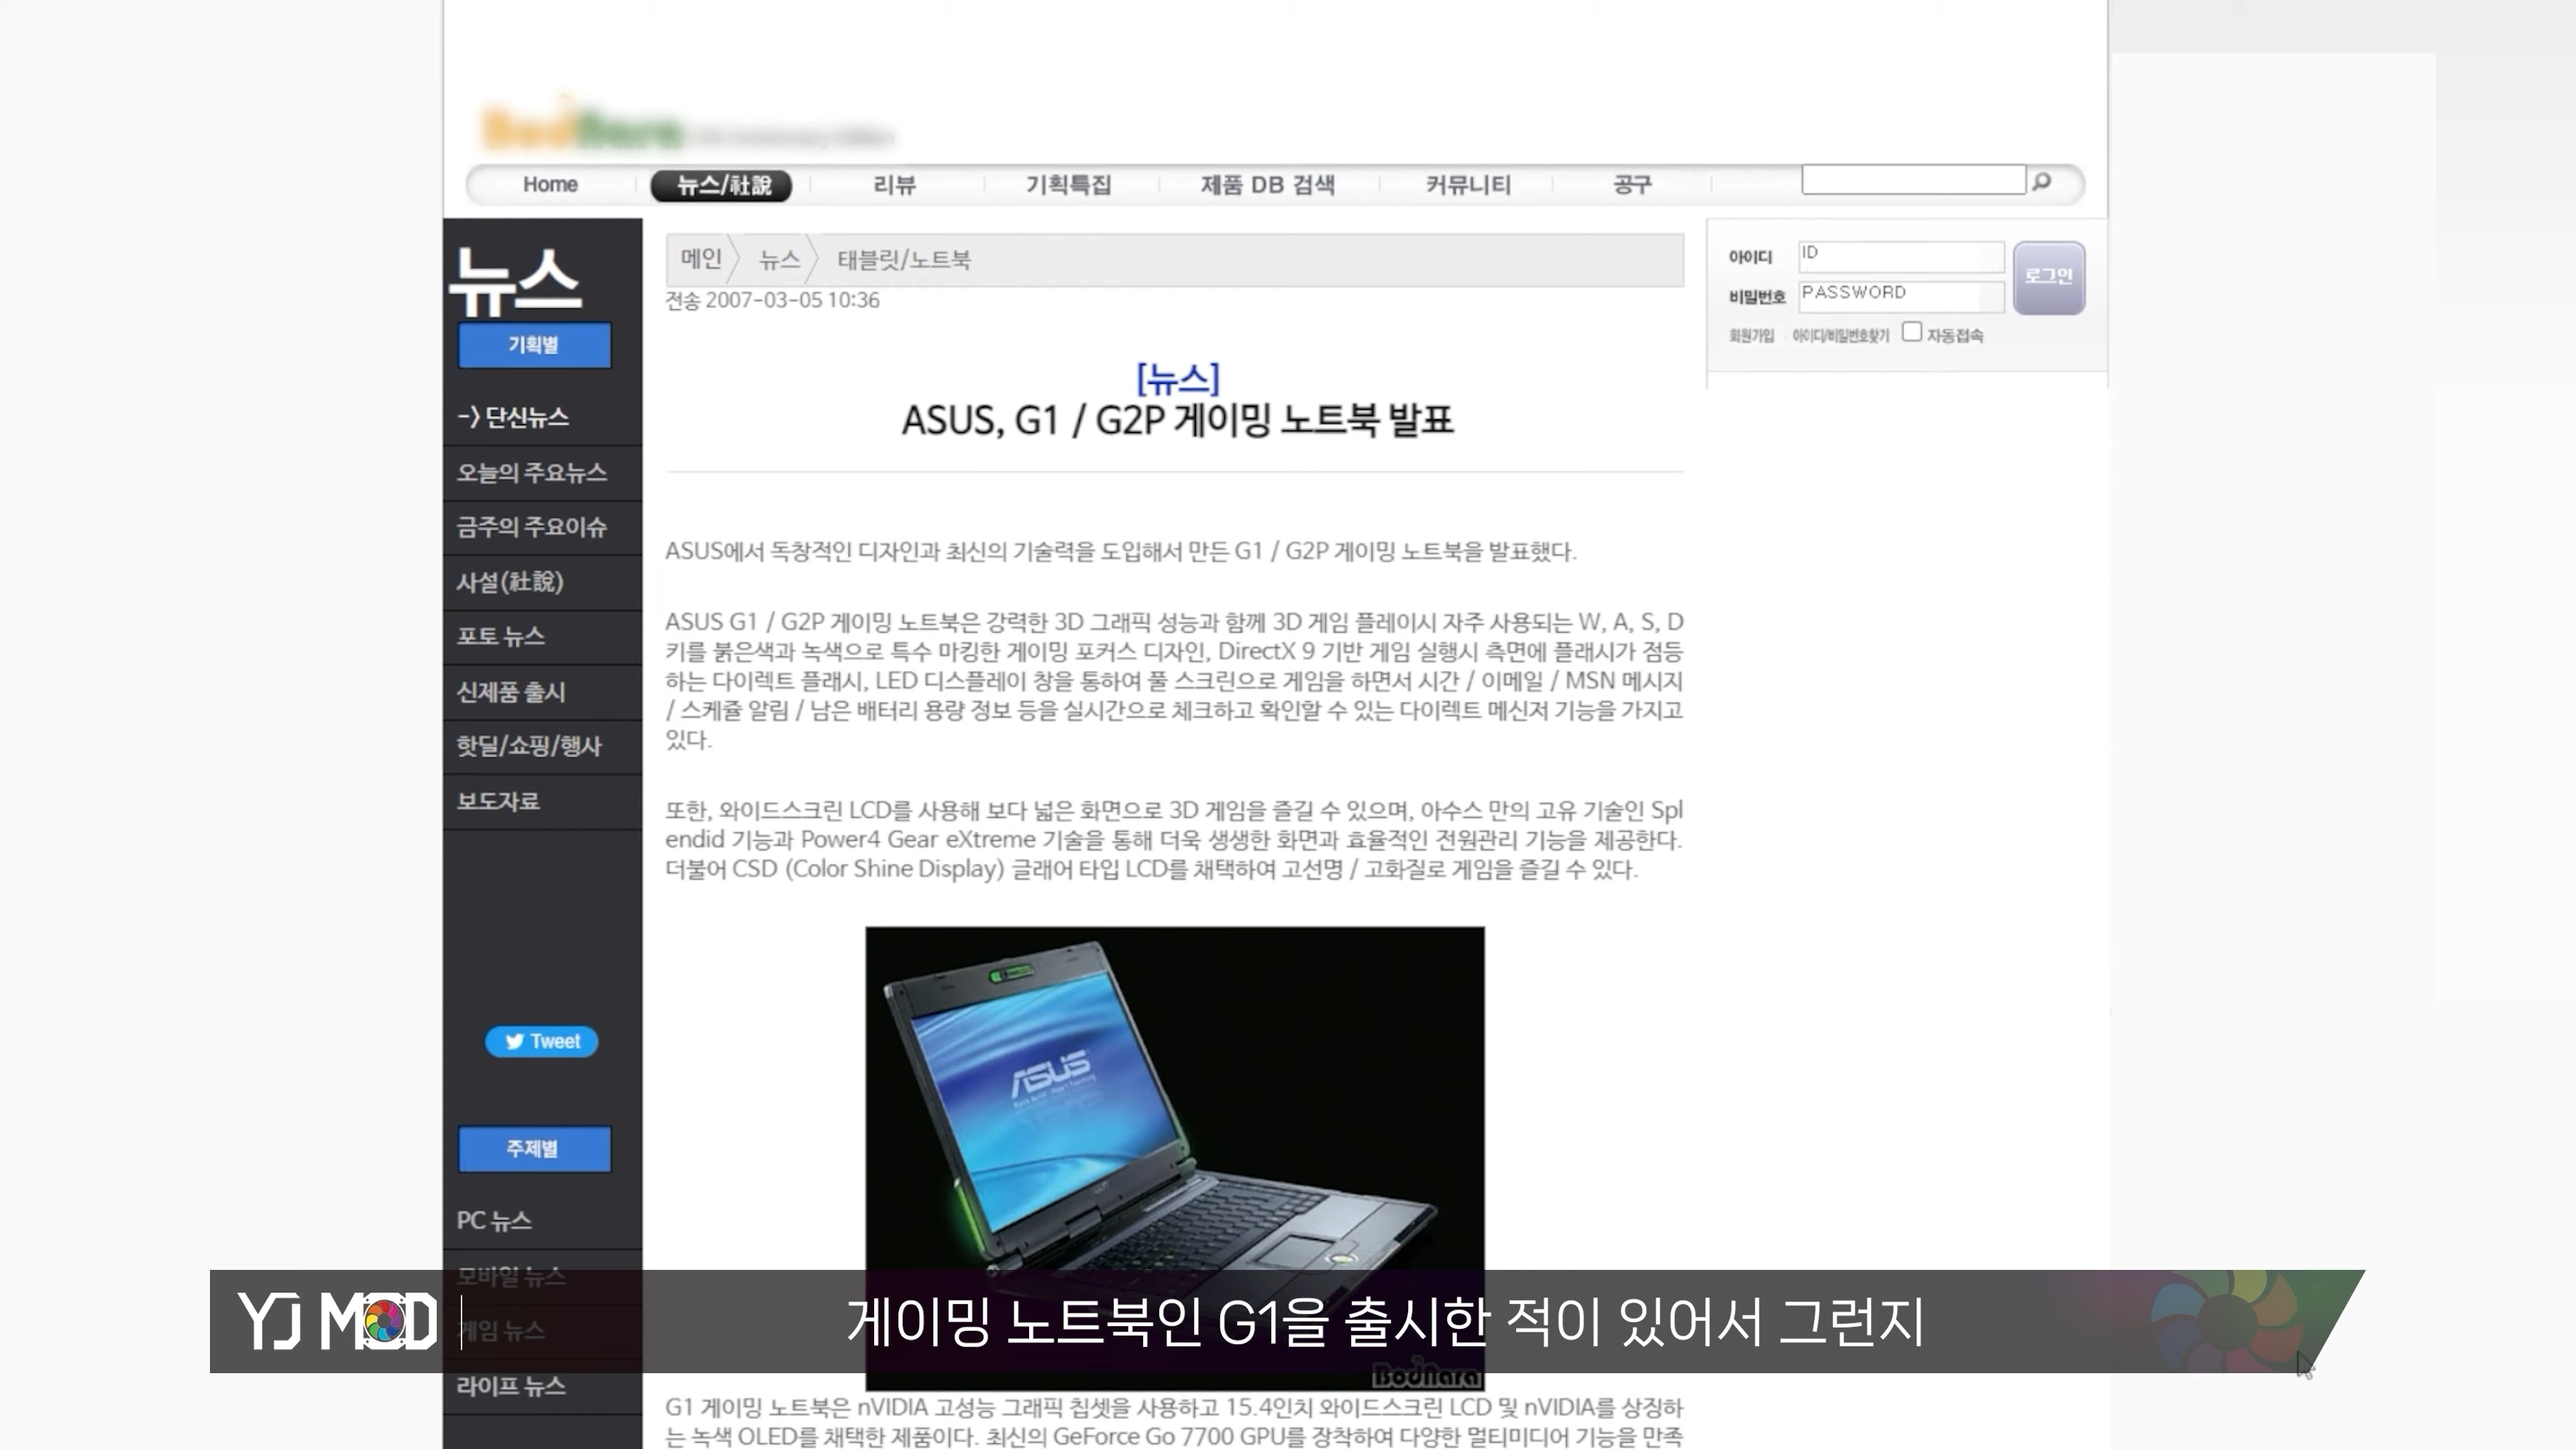 Home 뉴스/社說 리뷰 기획특집 제품 DB 검색 커뮤니티 공구
뉴스
기획별
-> 단신뉴스
오늘의 주요뉴스
금주의 주요이슈
사설(社說)
포토 뉴스
신제품 출시
핫딜/쇼핑/행사
보도자료
Tweet
주제별
PC 뉴스
모바일 뉴스
게임 뉴스
라이프 뉴스
메인 뉴스 태블릿/노트북
전송 2007-03-05 10:36
[뉴스]
ASUS, G1 / G2P 게이밍 노트북 발표
ASUS에서 독창적인 디자인과 최신의 기술력을 도입해서 만든 G1 / G2P 게이밍 노트북을 발표했다.
ASUS G1 / G2P 게이밍 노트북은 강력한 3D 그래픽 성능과 함께 3D 게임 플레이시 자주 사용되는 W, A, S, D
키를 붉은색과 녹색으로 특수 마킹한 게이밍 포커스 디자인, DirectX 9 기반 게임 실행시 측면에 플래시가 점등
하는 다이렉트 플래시, LED 디스플레이 창을 통하여 풀 스크린으로 게임을 하면서 시간 / 이메일 / MSN 메시지
/ 스케쥴 알림 / 남은 배터리 용량 정보 등을 실시간으로 체크하고 확인할 수 있는 다이렉트 메신저 기능을 가지고
있다.
또한, 와이드스크린 LCD를 사용해 보다 넓은 화면으로 3D 게임을 즐길 수 있으며, 아수스 만의 고유 기술인 Spl
endid 기능과 Power4 Gear eXtreme 기술을 통해 더욱 생생한 화면과 효율적인 전원관리 기능을 제공한다.
더불어 CSD (Color Shine Display) 글래어 타입 LCD를 채택하여 고선명 / 고화질로 게임을 즐길 수 있다.
ASUS
BodNara
G1 게이밍 노트북은 nVIDIA 고성능 그래픽 칩셋을 사용하고 15.4인치 와이드스크린 LCD 및 nVIDIA를 상징하
는 녹색 OLED를 채택한 제품이다. 최신의 GeForce Go 7700 GPU를 장착하여 다양한 멀티미디어 기능을 만족
아이디 ID
비밀번호 PASSWORD
로그인
회원가입 아이디/비밀번호찾기 자동접속
YJ MOD
게이밍 노트북인 G1을 출시한 적이 있어서 그런지